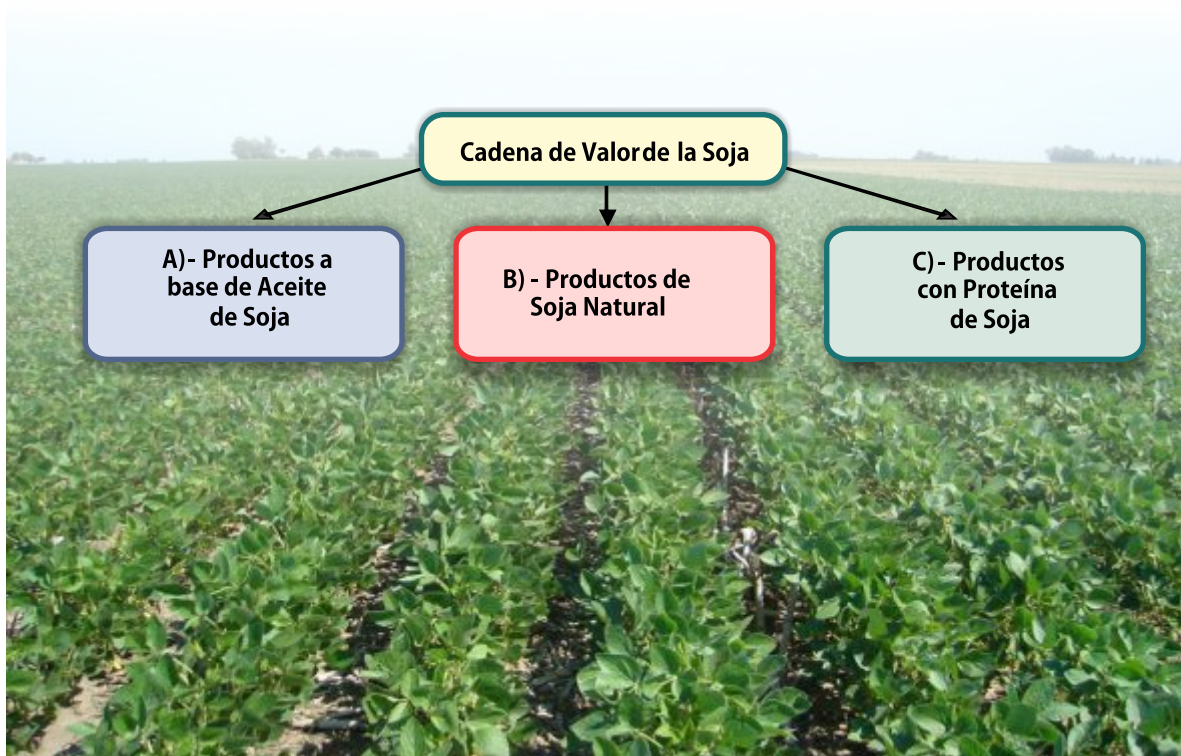 Cadena de Valor de la Soja
A) - Productos a
base de Aceite
de Soja
B) - Productos de
Soja Natural
C) - Productos
con Proteína
de Soja